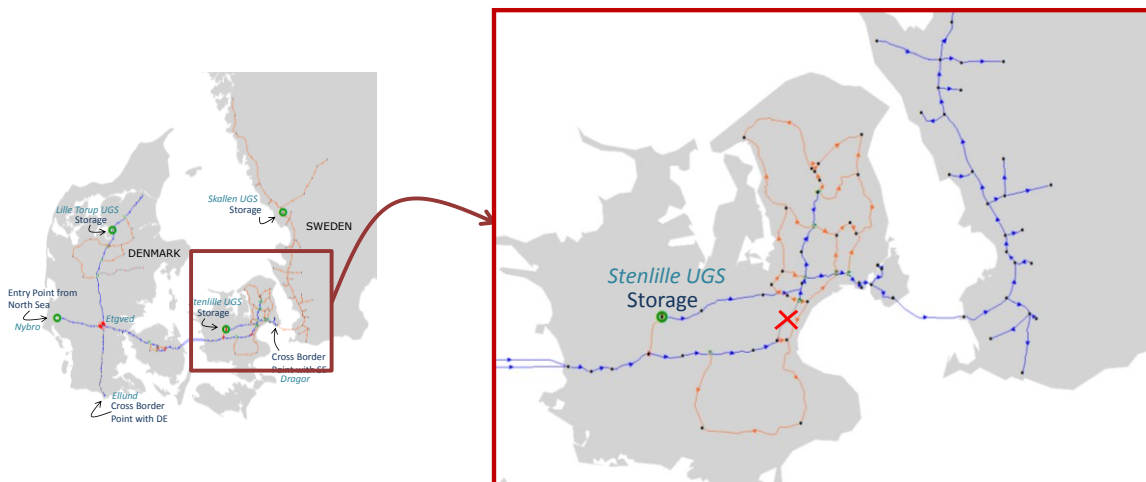 Skallen UGS
Storage
SWEDEN
Lille Torup UGS
Storage
DENMARK
Entry Point from
North Sea
Nybro
Etgved
Stenlille UGS
Storage
Cross Border
Point with SE
Dragor
Ellund
Cross Border
Point with DE
Stenlille UGS
Storage